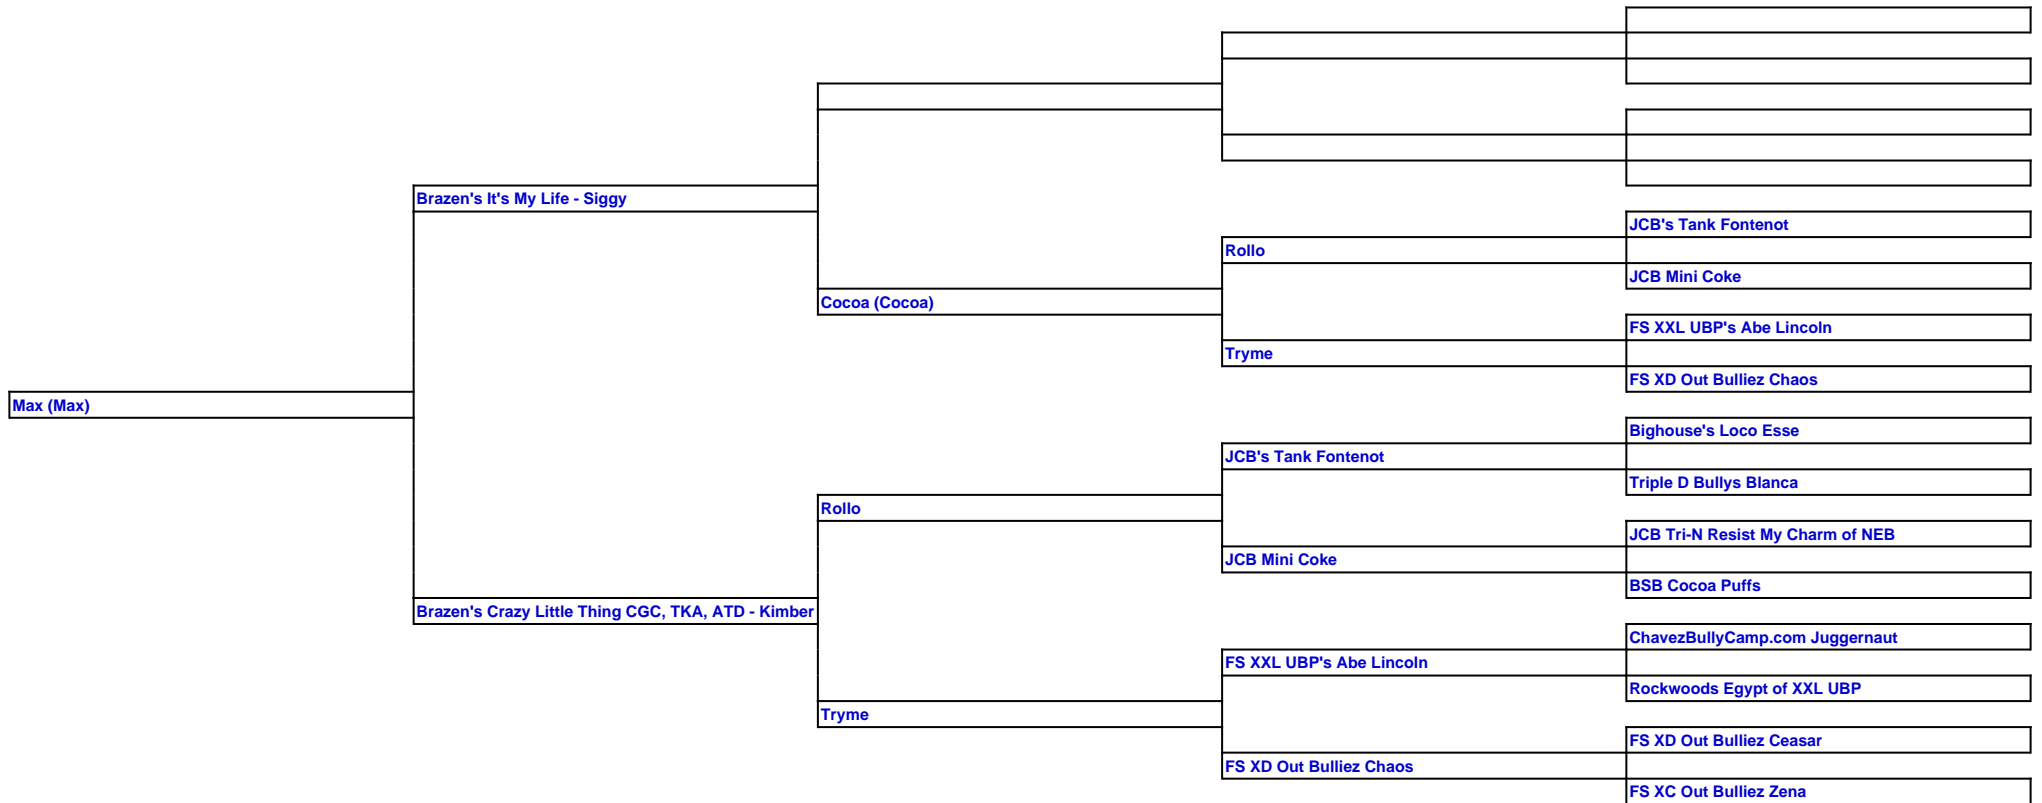 Brazen's It's My Life - Siggy
JCB's Tank Fontenot
Rollo
JCB Mini Coke
Cocoa (Cocoa)
FS XXL UBP's Abe Lincoln
Tryme
FS XD Out Bulliez Chaos
Max (Max)
Bighouse's Loco Esse
JCB's Tank Fontenot
Triple D Bullys Blanca
Rollo
JCB Tri-N Resist My Charm of NEB
JCB Mini Coke
BSB Cocoa Puffs
Brazen's Crazy Little Thing CGC, TKA, ATD - Kimber
ChavezBullyCamp.com Juggernaut
FS XXL UBP's Abe Lincoln
Rockwoods Egypt of XXL UBP
Tryme
FS XD Out Bulliez Ceasar
FS XD Out Bulliez Chaos
FS XC Out Bulliez Zena